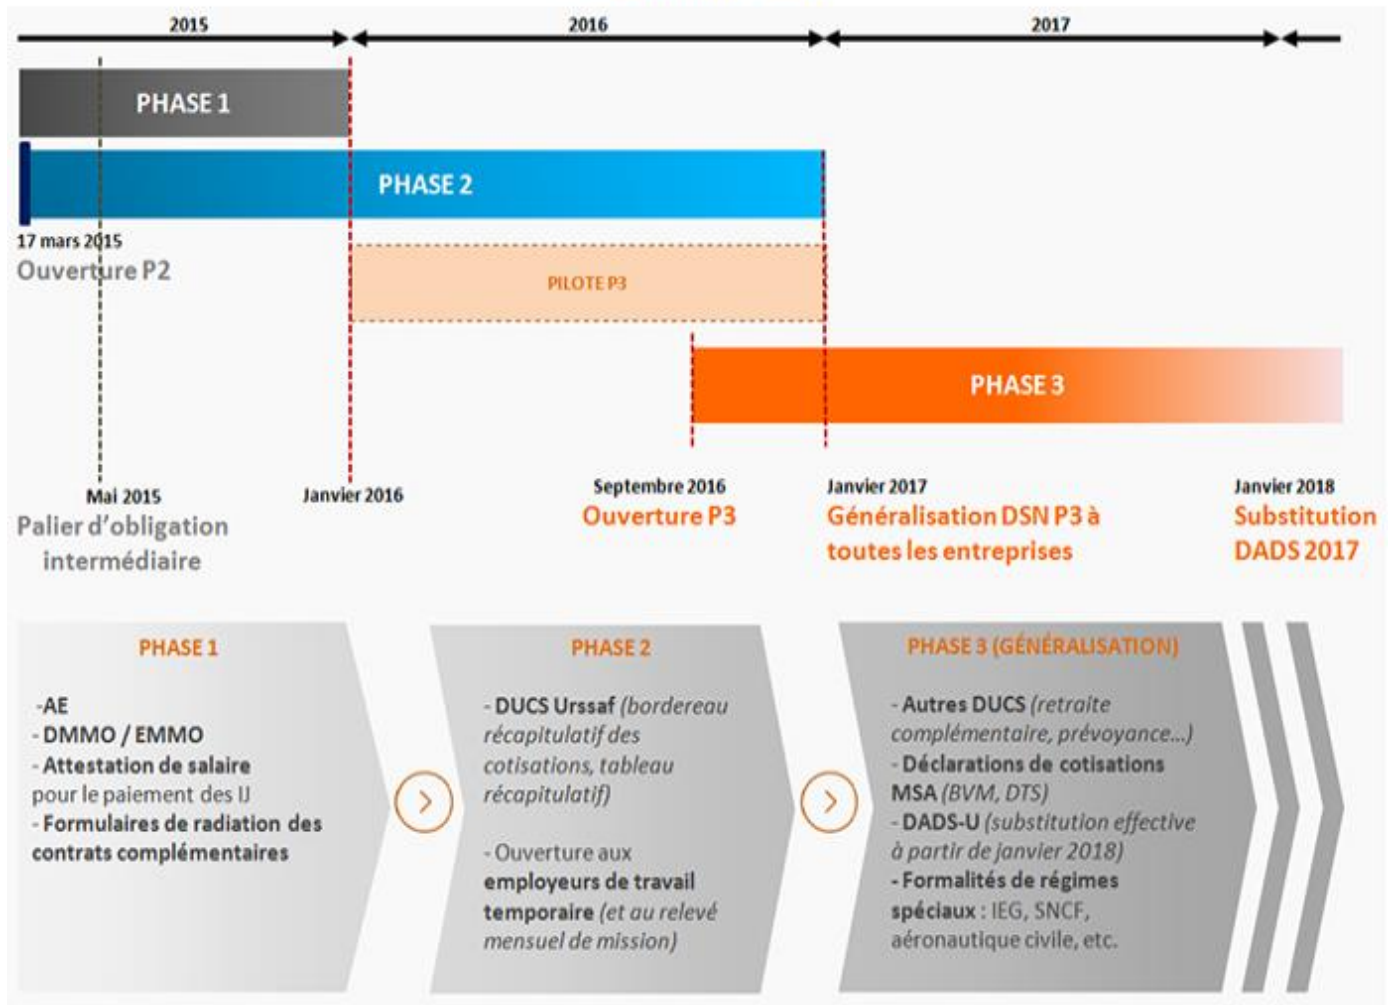 2015
2016
2017
PHASE 1
PHASE 2
17 mars 2015
Ouverture P2
PILOTE P3
PHASE 3
Mai 2015
Palier d'obligation
intermédiaire
Janvier 2016
Septembre 2016
Ouverture P3
Janvier 2017
Généralisation DSN P3 à
toutes les entreprises
Janvier 2018
Substitution
DADS 2017
PHASE 1
-AE
- DMMO / EMMO
- Attestation de salaire
pour le paiement des IJ
- Formulaires de radiation des
contrats complémentaires
PHASE 2
- DUCS Urssaf (bordereau
récapitulatif des
cotisations, tableau
récapitulatif)
- Ouverture aux
employeurs de travail
temporaire (et au relevé
mensuel de mission)
PHASE 3 (GÉNÉRALISATION)
- Autres DUCS (retraite
complémentaire, prévoyance...)
- Déclarations de cotisations
MSA (BVM, DTS)
- DADS-U (substitution effective
à partir de janvier 2018)
- Formalités de régimes
spéciaux : IEG, SNCF,
aéronautique civile, etc.